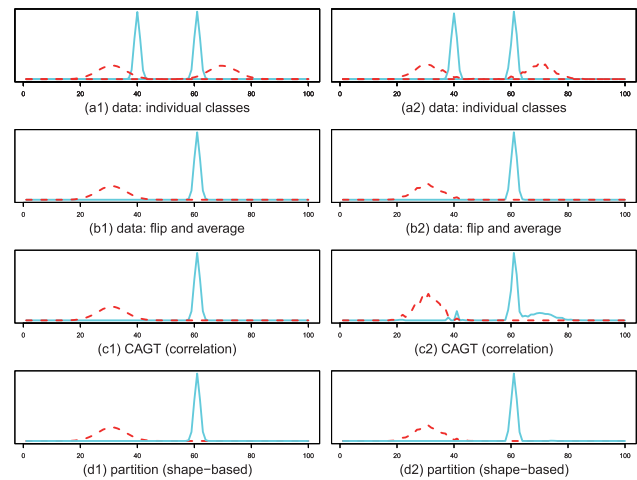 0 20 40 60 80 100 0 20 40 60 80 100
(a1) data: individual classes (a2) data: individual classes
0 20 40 60 80 100 0 20 40 60 80 100
(b1) data: flip and average (b2) data: flip and average
0 20 40 60 80 100 0 20 40 60 80 100
(c1) CAGT (correlation) (c2) CAGT (correlation)
0 20 40 60 80 100 0 20 40 60 80 100
(d1) partition (shape−based) (d2) partition (shape−based)